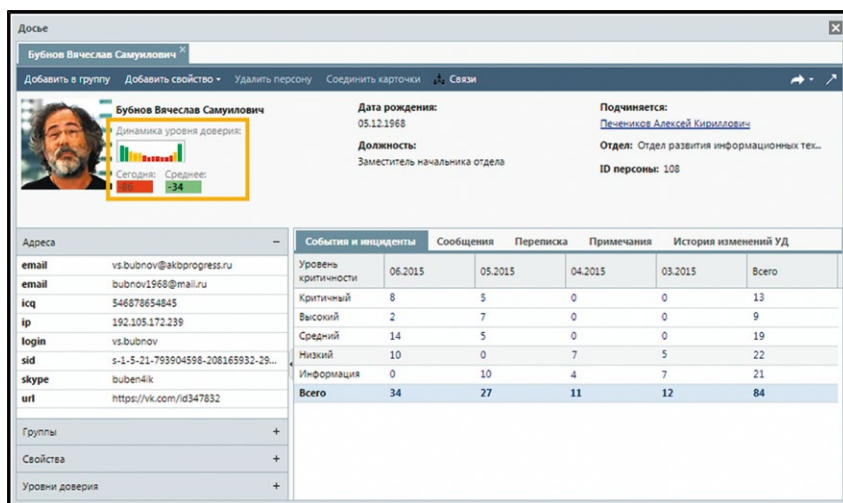 Досье
Бубнов Вячеслав Самуилович
Добавить в группу Добавить свойство Удалить персону Соединить карточки Связи
Бубнов Вячеслав Самуилович
Динамика уровня доверия:
Сегодня: Среднее:
-86 -34
Дата рождения:
05.12.1968
Должность:
Заместитель начальника отдела
Подчиняется:
Печеников Алексей Кириллович
Отдел: Отдел развития информационных тех...
ID персоны: 108
Адреса
email vs.bubnov@akbprogress.ru
email bubnov1968@mail.ru
icq 546878654845
ip 192.105.172.239
login vs.bubnov
sid s-1-5-21-793904598-208165932-29...
skype buben4ik
url https://vk.com/id347832
Группы
Свойства
Уровни доверия
События и инциденты Сообщения Переписка Примечания История изменений УД
Уровень критичности 06.2015 05.2015 04.2015 03.2015 Всего
Критичный 8 5 0 0 13
Высокий 2 7 0 0 9
Средний 14 5 0 0 19
Низкий 10 0 7 5 22
Информация 0 10 4 7 21
Всего 34 27 11 12 84